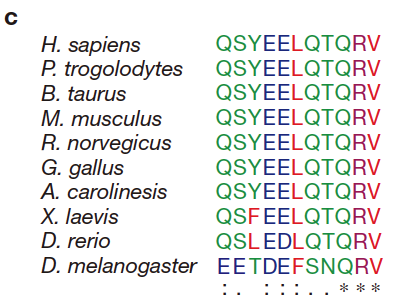 c
H. sapiens QSYEELQTQRV
P. trogolodytes QSYEELQTQRV
B. taurus QSYEELQTQRV
M. musculus QSYEELQTQRV
R. norvegicus QSYEELQTQRV
G. gallus QSYEELQTQRV
A. carolinesis QSYEELQTQRV
X. laevis QSFEELQTQRV
D. rerio QSLEDLQTQRV
D. melanogaster EETDEFSNQRV
: . : : : . . * * *